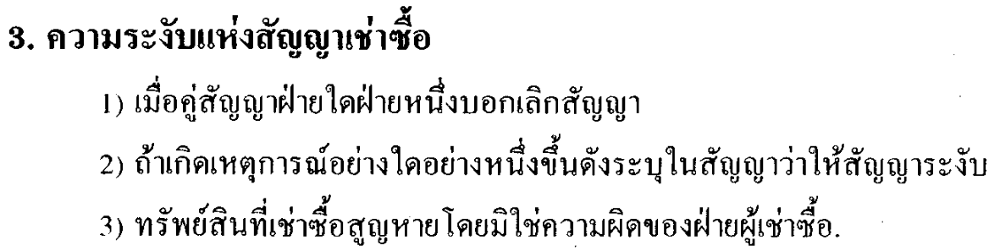 3. ความระงับแห่งสัญญาเช่าซื้อ
1) เมื่อคู่สัญญาฝ่ายใดฝ่ายหนึ่งบอกเลิกสัญญา
2) ถ้าเกิดเหตุการณ์อย่างใดอย่างหนึ่งขึ้นดังระบุในสัญญาว่าให้สัญญาระงับ
3) ทรัพย์สินที่เช่าซื้อสูญหายโดยมิใช่ความผิดของฝ่ายผู้เช่าซื้อ.